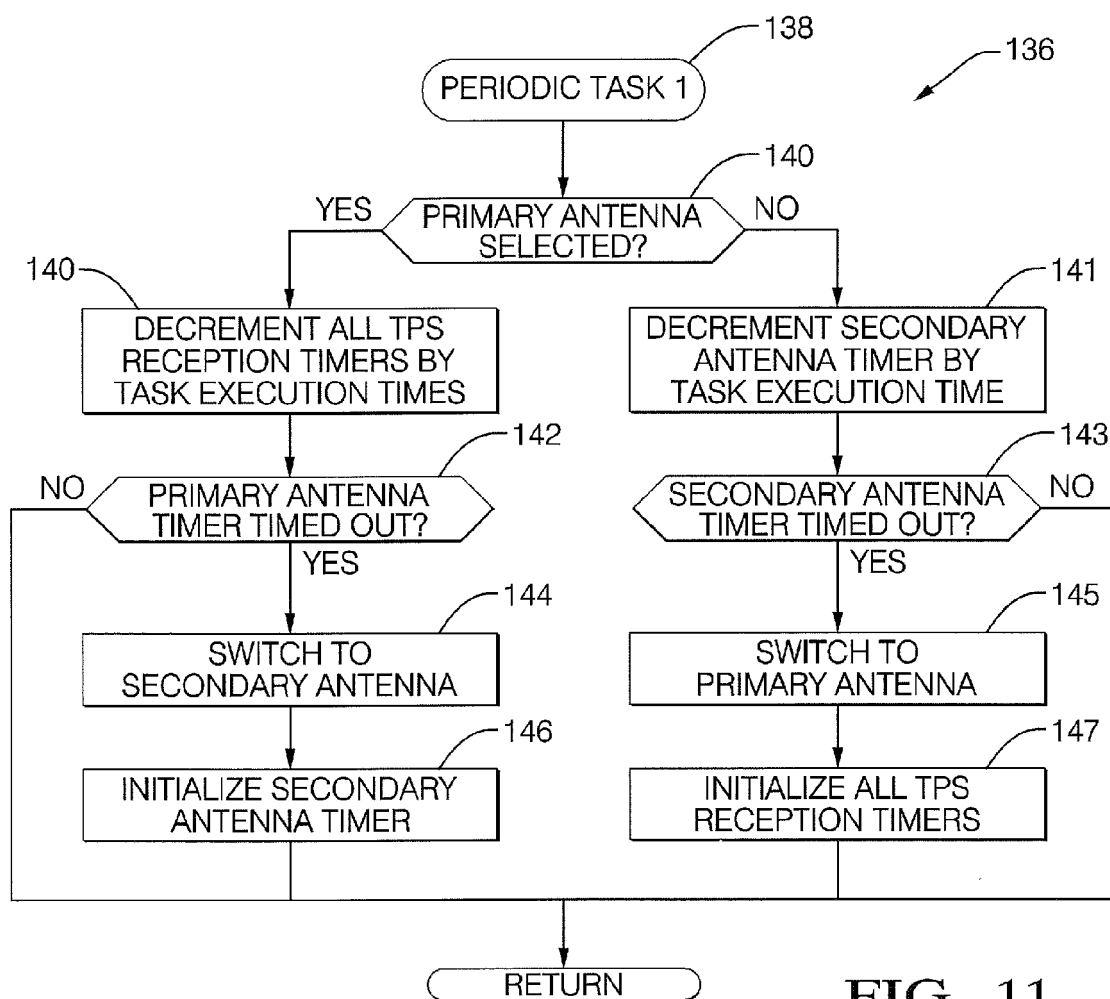 138
136
PERIODIC TASK 1
140
YES
PRIMARY ANTENNA
SELECTED?
NO
140
141
DECREMENT ALL TPS
RECEPTION TIMERS BY
TASK EXECUTION TIMES
DECREMENT SECONDARY
ANTENNA TIMER BY
TASK EXECUTION TIME
142
143
NO
PRIMARY ANTENNA
TIMER TIMED OUT?
YES
SECONDARY ANTENNA
TIMER TIMED OUT?
NO
YES
144
145
SWITCH TO
SECONDARY ANTENNA
SWITCH TO
PRIMARY ANTENNA
146
147
INITIALIZE SECONDARY
ANTENNA TIMER
INITIALIZE ALL TPS
RECEPTION TIMERS
RETURN
FIG. 11